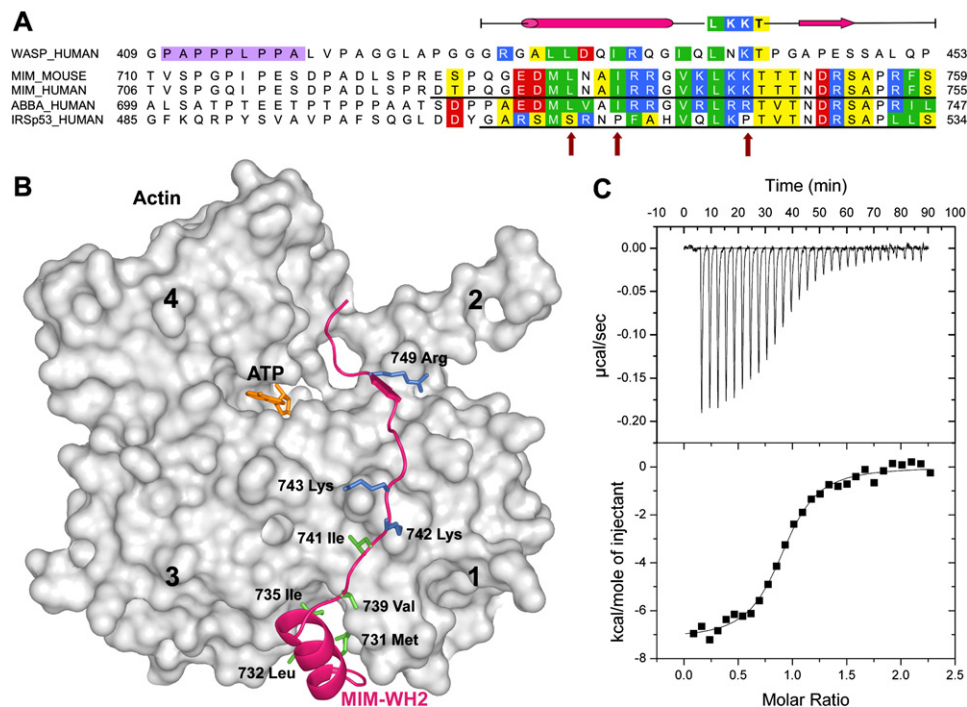 A
L K K T
WASP_HUMAN 409 G P A P P P L P P A L V P A G G L A P G G G R G A L L D Q I R Q G I Q L N K T P G A P E S S A L Q P 453
MIM_MOUSE 710 T V S P G P I P E S D P A D L S P R E S P Q G E D M L N A I R R G V K L K K T T T N D R S A P R F S 759
MIM_HUMAN 706 T V S P G Q I P E S D P A D L S P R D T P Q G E D M L N A I R R G V K L K K T T T N D R S A P R F S 755
ABBA_HUMAN 699 A L S A T P T E E T P T P P P A A T S D P P A E D M L V A I R R G V K L K R T V T N D R S A P R I L 747
IRSp53_HUMAN 485 G F K Q R P Y S V A V P A F S Q G L D D Y G A R S M S R N P F A H V Q L K P T V T N D R S A P L L S 534
B
Actin
4
2
749 Arg
ATP
743 Lys
742 Lys
741 Ile
3
1
735 Ile
739 Val
731 Met
732 Leu
MIM-WH2
C
Time (min)
-10 0 10 20 30 40 50 60 70 80 90 100
0.00
-0.05
-0.10
-0.15
-0.20
µcal/sec
0
-2
-4
-6
-8
kcal/mole of injectant
0.0 0.5 1.0 1.5 2.0 2.5
Molar Ratio